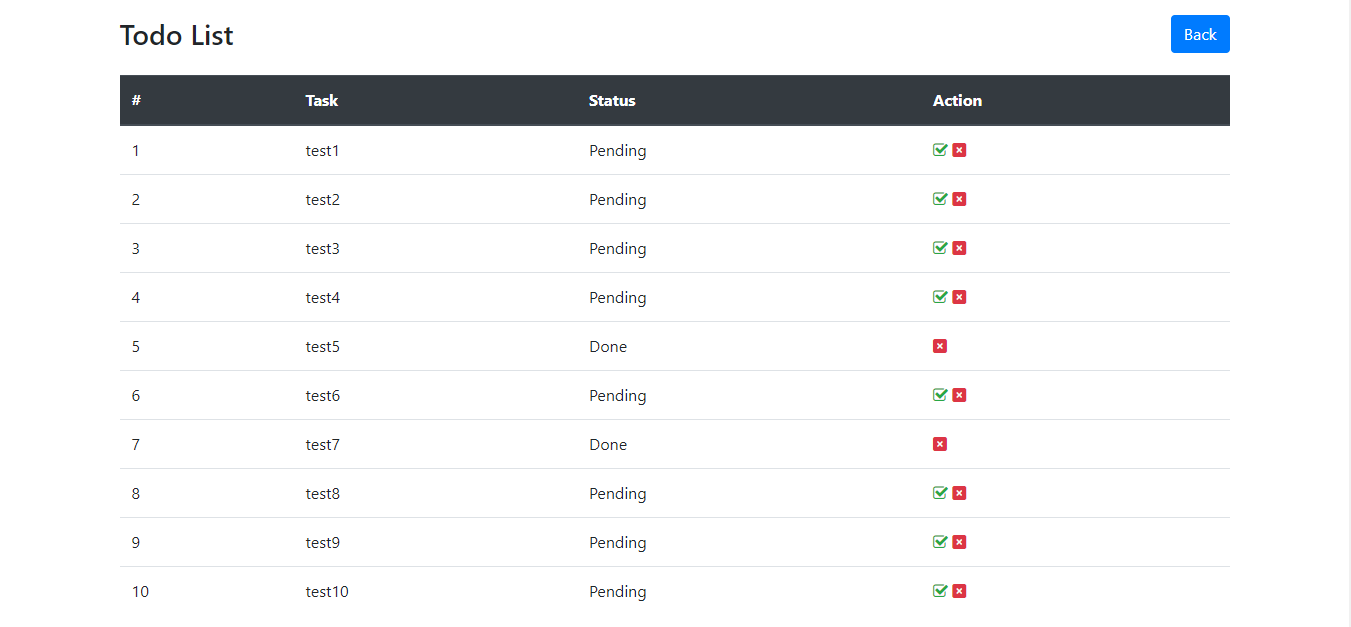 Todo List Back
# Task Status Action
1 test1 Pending
2 test2 Pending
3 test3 Pending
4 test4 Pending
5 test5 Done
6 test6 Pending
7 test7 Done
8 test8 Pending
9 test9 Pending
10 test10 Pending